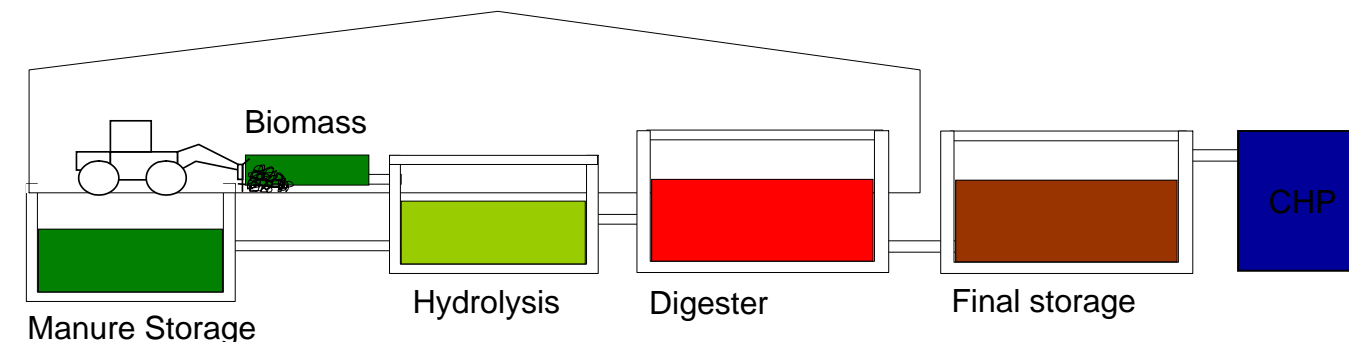 Biomass
CHP
Hydrolysis
Digester
Final storage
Manure Storage